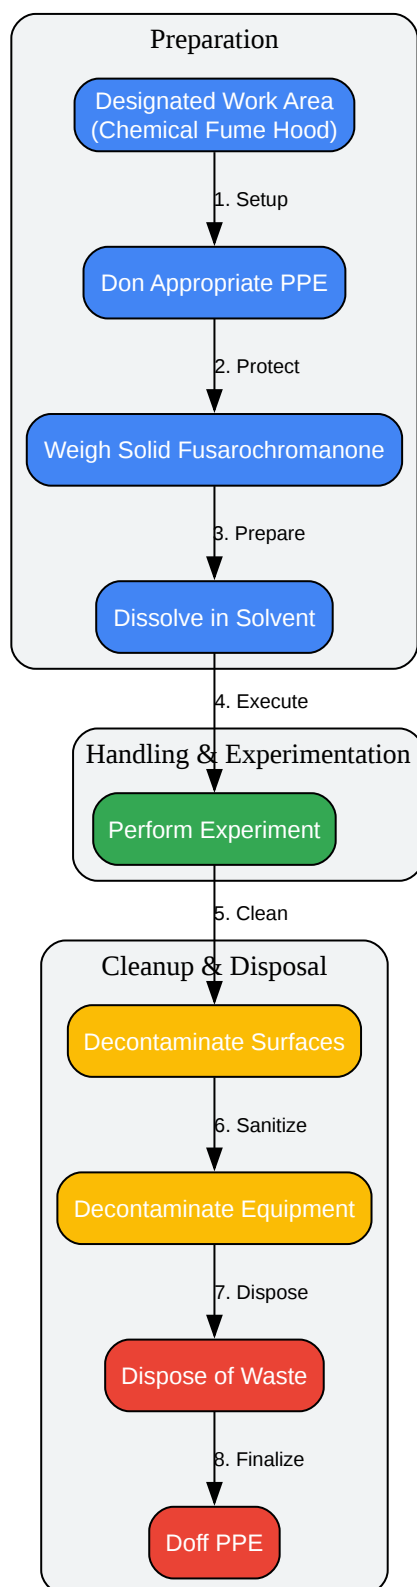 Preparation
Designated Work Area
(Chemical Fume Hood)
1. Setup
Don Appropriate PPE
2. Protect
Weigh Solid Fusarochromanone
3. Prepare
Dissolve in Solvent
4. Execute
Handling & Experimentation
Perform Experiment
5. Clean
Cleanup & Disposal
Decontaminate Surfaces
6. Sanitize
Decontaminate Equipment
7. Dispose
Dispose of Waste
8. Finalize
Doff PPE